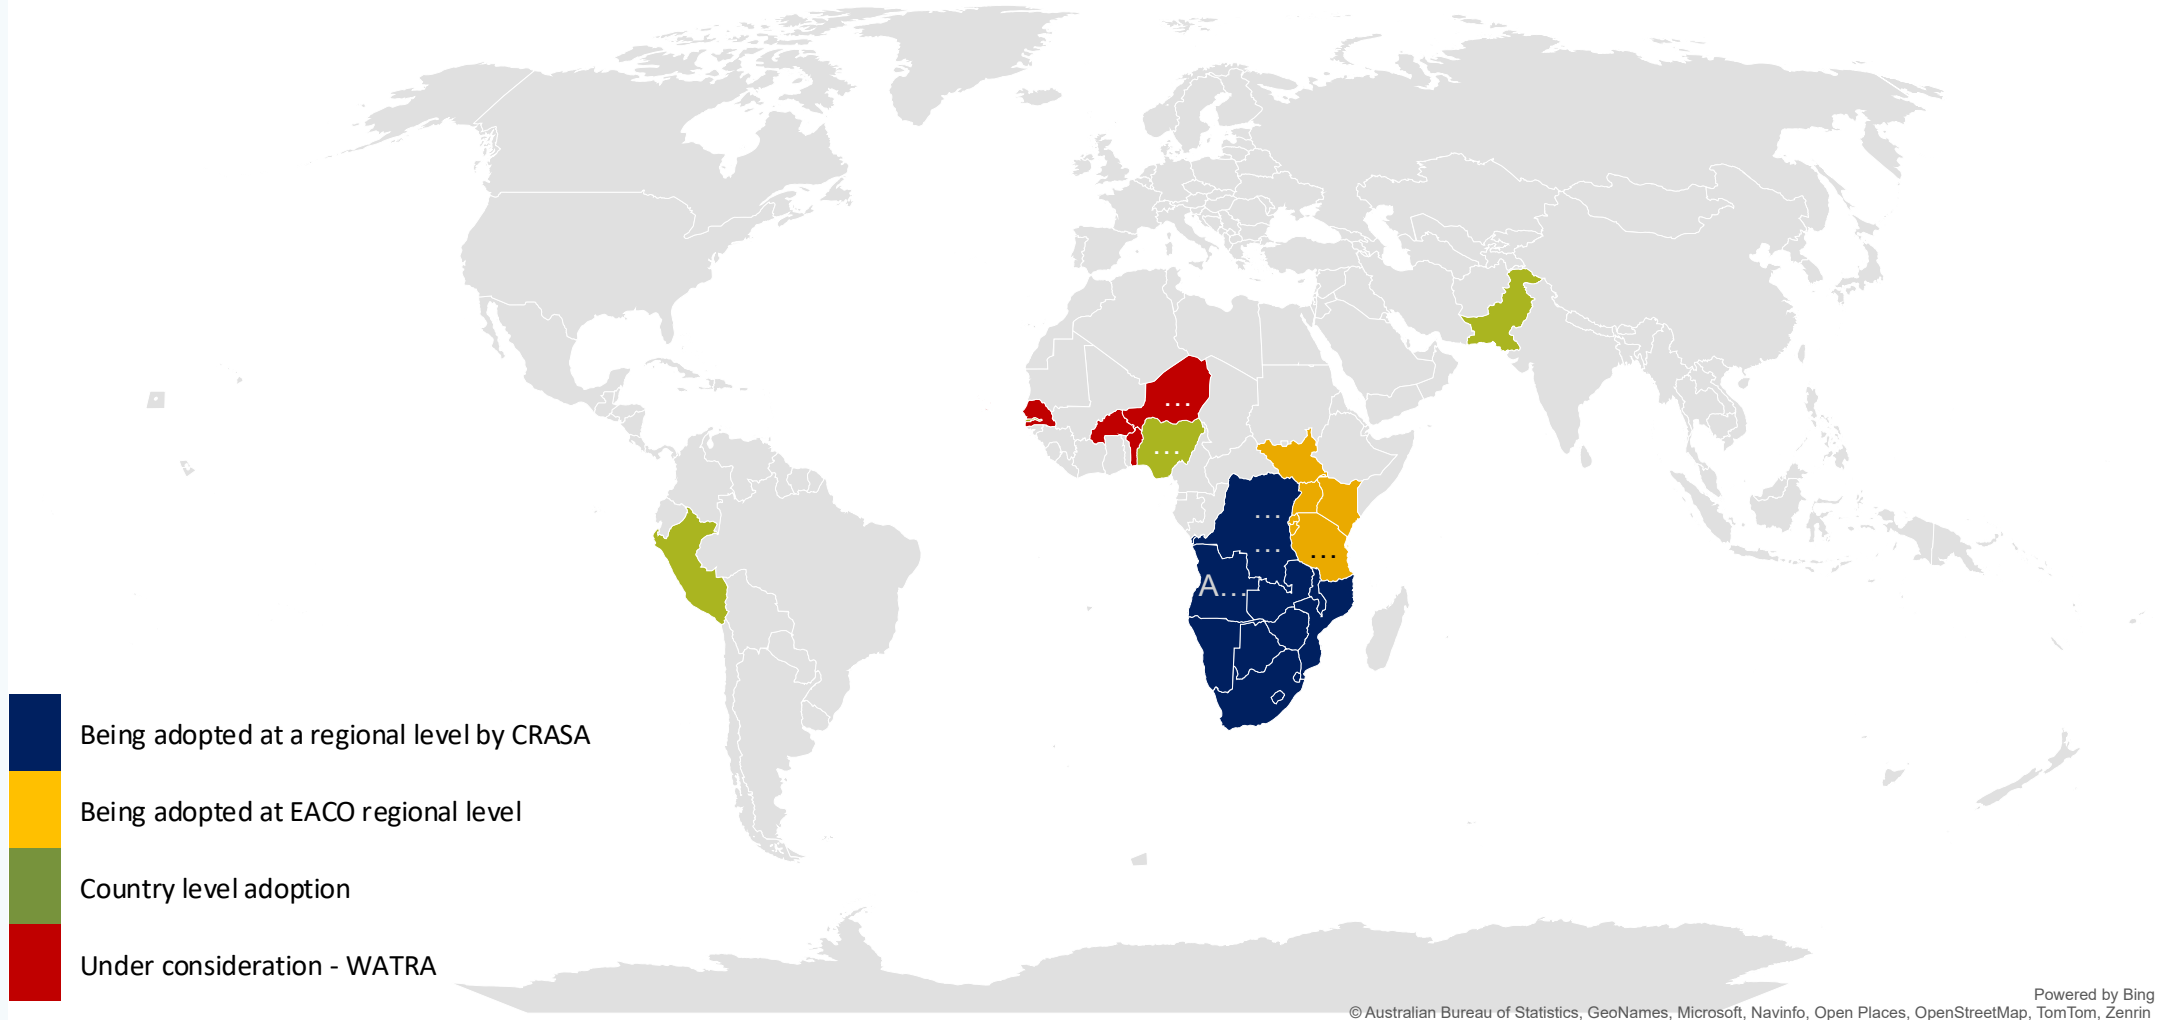 ...
...
...
...
...
A...
Being adopted at a regional level by CRASA
Being adopted at EACO regional level
Country level adoption
Under consideration - WATRA
Powered by Bing
© Australian Bureau of Statistics, GeoNames, Microsoft, Navinfo, Open Places, OpenStreetMap, TomTom, Zenrin